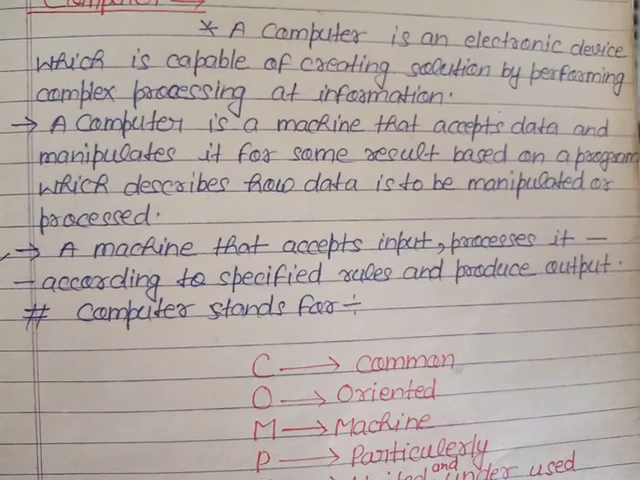 Computer →
* A Computer is an electronic device
which is capable of creating solution by performing
complex processing at information.
→ A Computer is a machine that accepts data and
manipulates it for some result based on a program
which describes how data is to be manipulated or
processed.
→ A machine that accepts input, processes it —
— according to specified rules and produce output.
# Computer stands for ÷
C → Common
O → Oriented
M → Machine
P → Particulerly
and
under used